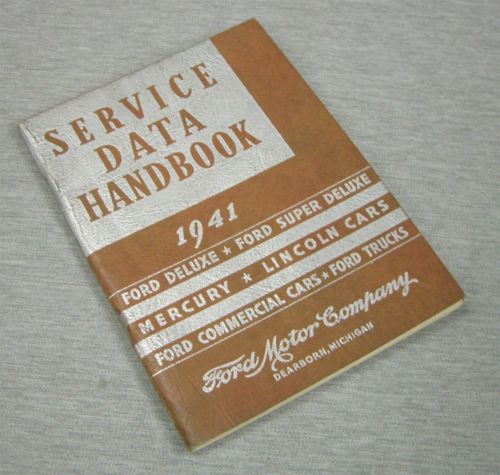 SERVICE
DATA
HANDBOOK
1941
FORD DELUXE ★ FORD SUPER DELUXE
MERCURY ★ LINCOLN CARS
FORD COMMERCIAL CARS ★ FORD TRUCKS
Ford Motor Company
DEARBORN, MICHIGAN